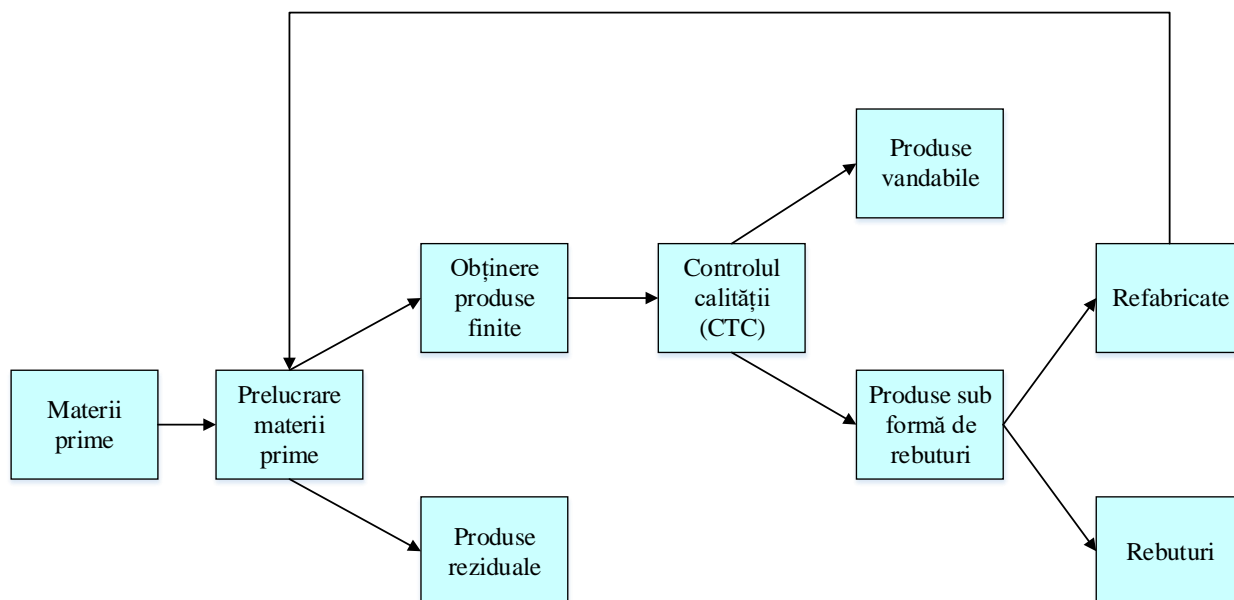 Materii
prime
Prelucrare
materii
prime
Obținere
produse
finite
Produse
reziduale
Controlul
calității
(CTC)
Produse
vandabile
Produse sub
formă de
rebuturi
Refabricate
Rebuturi